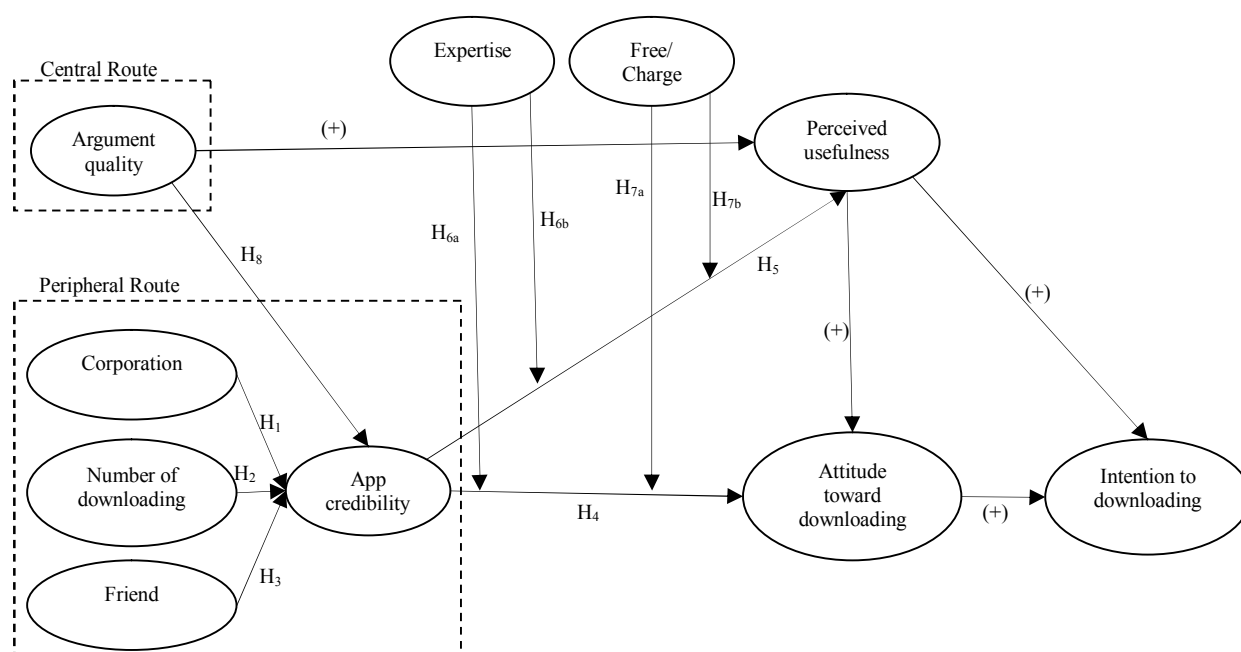 Expertise
Free/
Charge
Central Route
Argument
quality
(+)
Perceived
usefulness
H7a
H7b
H6a
H6b
H8
H5
Peripheral Route
(+)
(+)
Corporation
H1
Number of
downloading
H2
App
credibility
H4
Attitude
toward
downloading
(+)
Intention to
downloading
H3
Friend